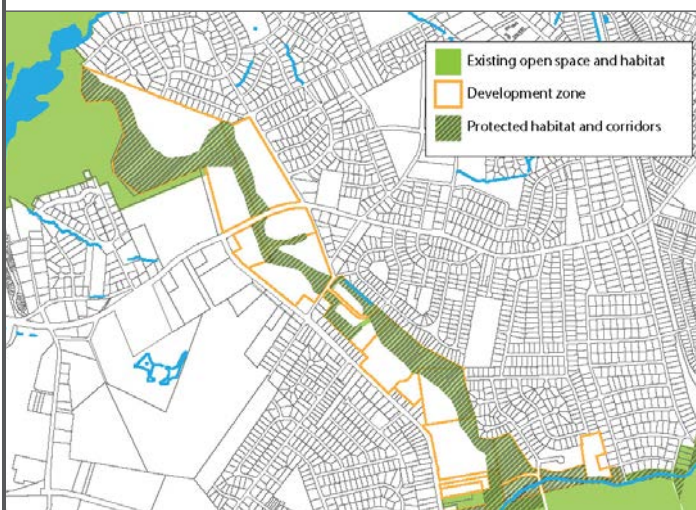 Existing open space and habitat
Development zone
Protected habitat and corridors